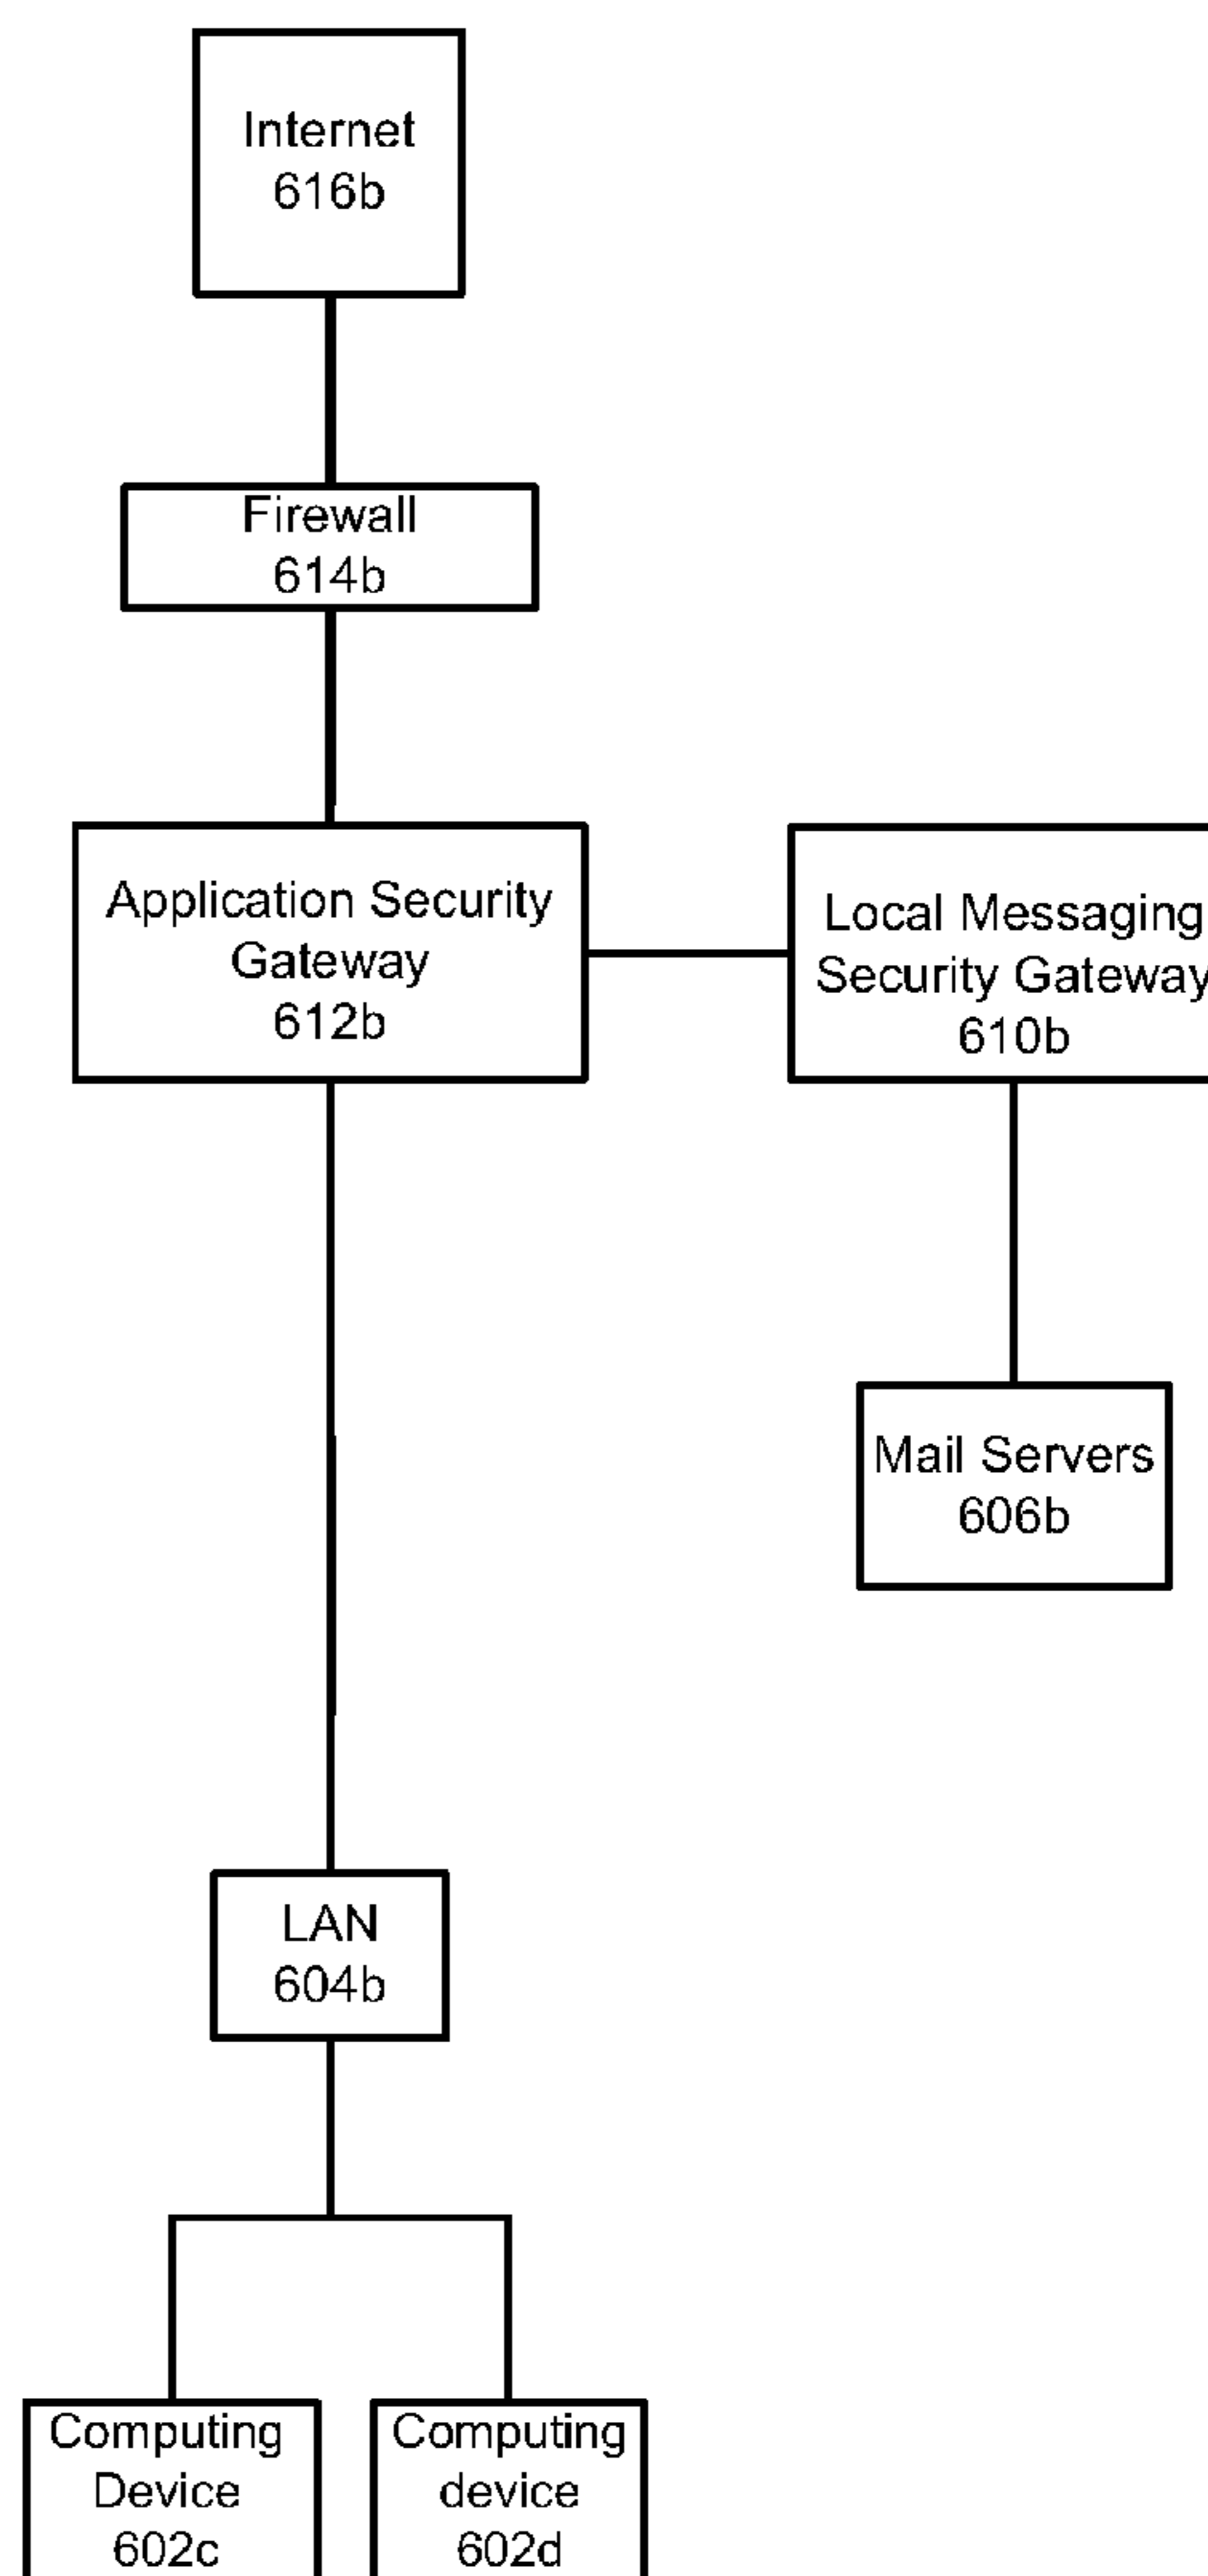 Internet
616b
Firewall
614b
Application Security
Gateway
612b
Local Messaging
Security Gateway
610b
Mail Servers
606b
LAN
604b
Computing
Device
602c
Computing
device
602d